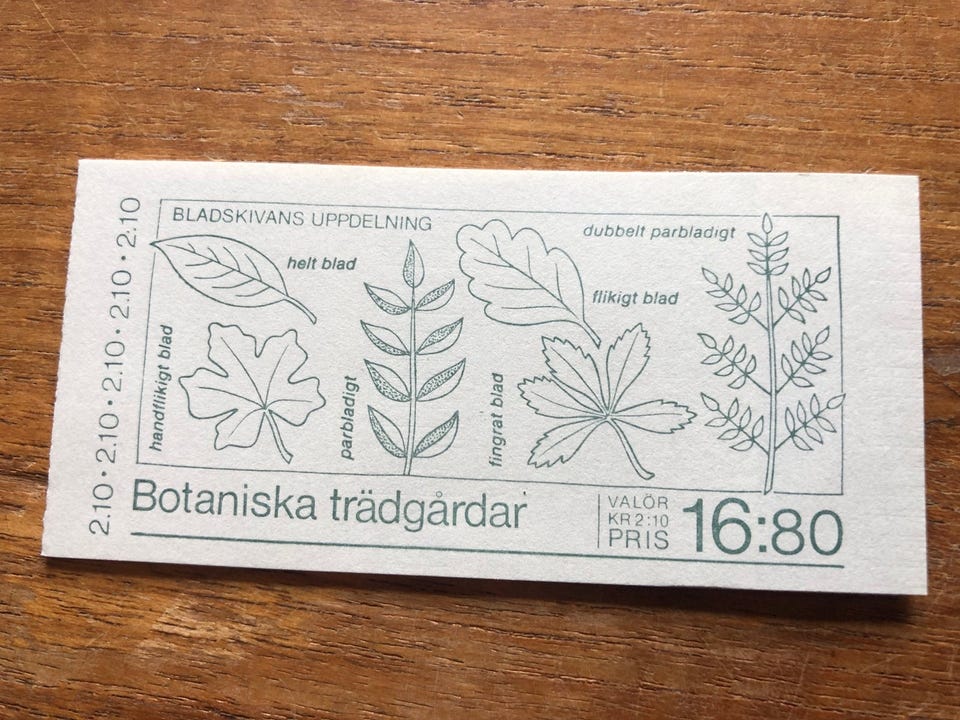 2.10 · 2.10 · 2.10 · 2.10 · 2.10
BLADSKIVANS UPPDELNING
helt blad
dubbelt parbladigt
flikigt blad
handflikigt blad
parbladigt
fingrat blad
Botaniska trädgårdar
VALÖR
KR 2:10
PRIS
16:80